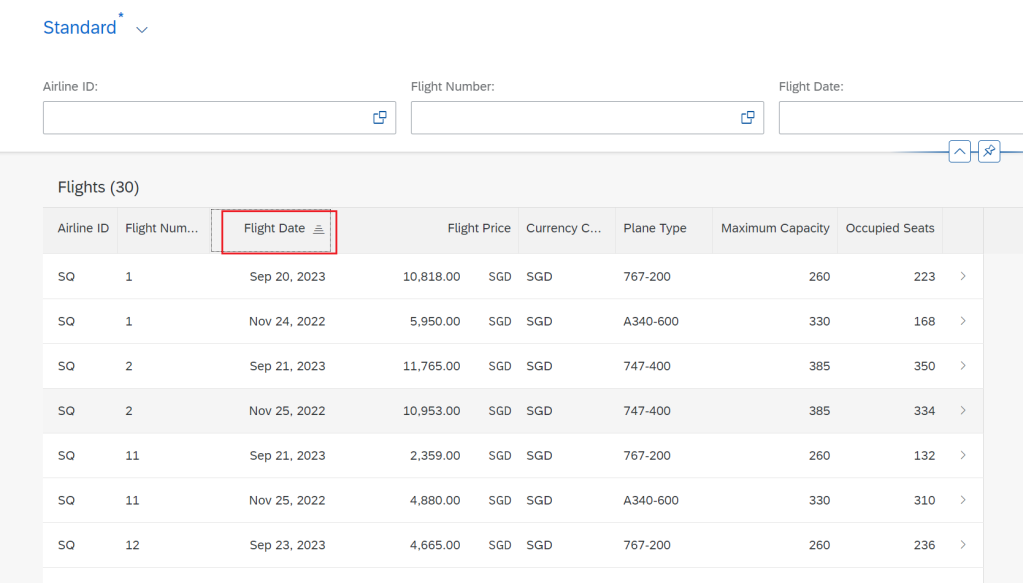 Standard *
Airline ID: Flight Number: Flight Date:
Flights (30)
Airline ID Flight Num... Flight Date Flight Price Currency C... Plane Type Maximum Capacity Occupied Seats
SQ 1 Sep 20, 2023 10,818.00 SGD SGD 767-200 260 223
SQ 1 Nov 24, 2022 5,950.00 SGD SGD A340-600 330 168
SQ 2 Sep 21, 2023 11,765.00 SGD SGD 747-400 385 350
SQ 2 Nov 25, 2022 10,953.00 SGD SGD 747-400 385 334
SQ 11 Sep 21, 2023 2,359.00 SGD SGD 767-200 260 132
SQ 11 Nov 25, 2022 4,880.00 SGD SGD A340-600 330 310
SQ 12 Sep 23, 2023 4,665.00 SGD SGD 767-200 260 236